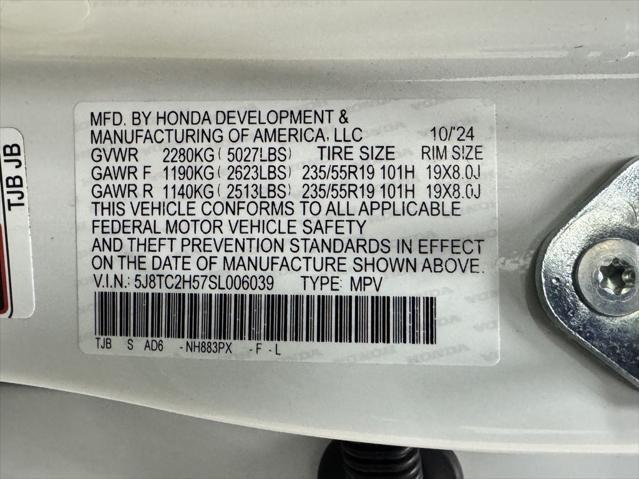 MFD. BY HONDA DEVELOPMENT &
MANUFACTURING OF AMERICA, LLC 10/'24
GVWR 2280KG (5027LBS) TIRE SIZE RIM SIZE
GAWR F 1190KG (2623LBS) 235/55R19 101H 19X8.0J
GAWR R 1140KG (2513LBS) 235/55R19 101H 19X8.0J
THIS VEHICLE CONFORMS TO ALL APPLICABLE
FEDERAL MOTOR VEHICLE SAFETY
AND THEFT PREVENTION STANDARDS IN EFFECT
ON THE DATE OF MANUFACTURE SHOWN ABOVE.
V.I.N.: 5J8TC2H57SL006039 TYPE: MPV
TJB S AD6 -NH883PX -F-L
TJB JB